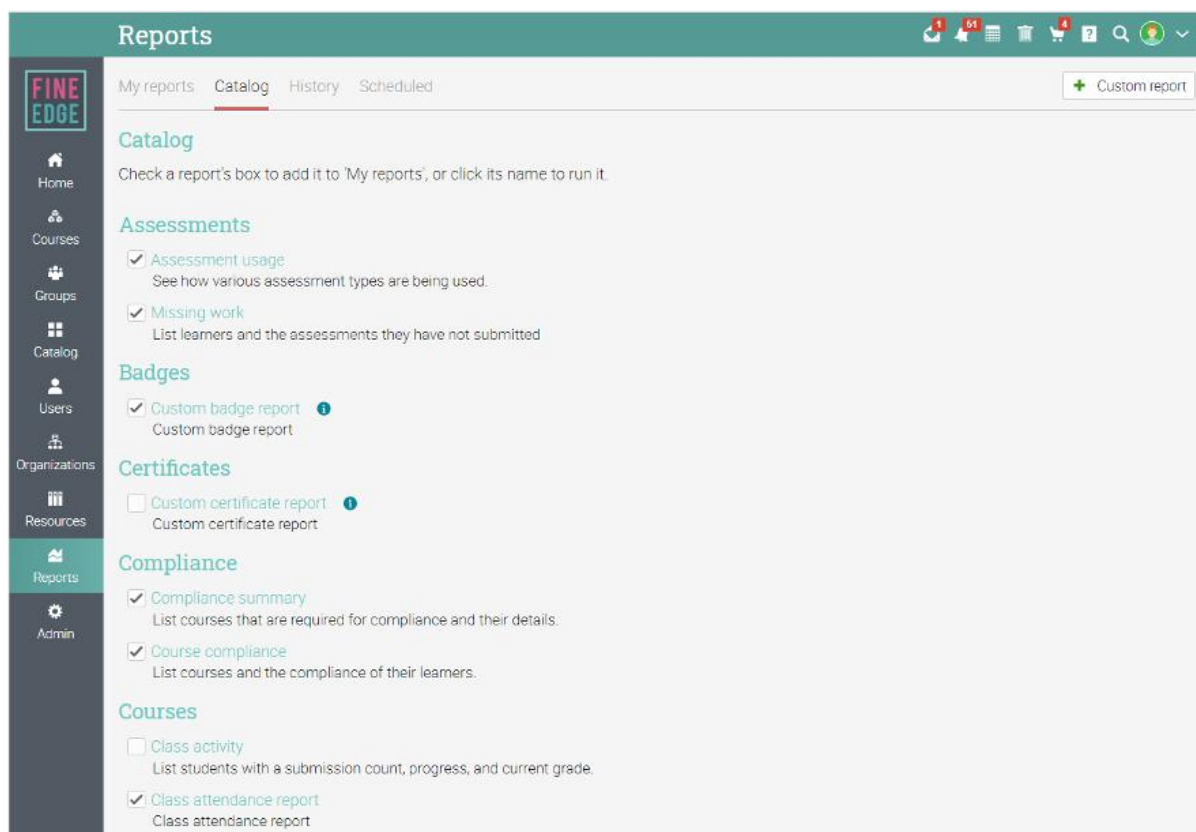 Reports
1
51
4
?
FINE
EDGE
Home
Courses
Groups
Catalog
Users
Organizations
Resources
Reports
Admin
My reports Catalog History Scheduled
+ Custom report
Catalog
Check a report's box to add it to 'My reports', or click its name to run it.
Assessments
Assessment usage
See how various assessment types are being used.
Missing work
List learners and the assessments they have not submitted
Badges
Custom badge report i
Custom badge report
Certificates
Custom certificate report i
Custom certificate report
Compliance
Compliance summary
List courses that are required for compliance and their details.
Course compliance
List courses and the compliance of their learners.
Courses
Class activity
List students with a submission count, progress, and current grade.
Class attendance report
Class attendance report